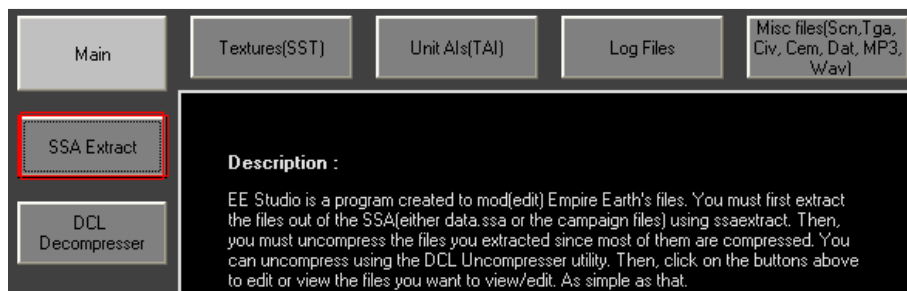 Main
Textures(SST)
Unit AIs(TAI)
Log Files
Misc files(Scn,Tga,
Civ, Cem, Dat, MP3,
Wav)
SSA Extract
DCL
Decompresser
Description :
EE Studio is a program created to mod(edit) Empire Earth's files. You must first extract
the files out of the SSA(either data.ssa or the campaign files) using ssaextract. Then,
you must uncompress the files you extracted since most of them are compressed. You
can uncompress using the DCL Uncompresser utility. Then, click on the buttons above
to edit or view the files you want to view/edit. As simple as that.